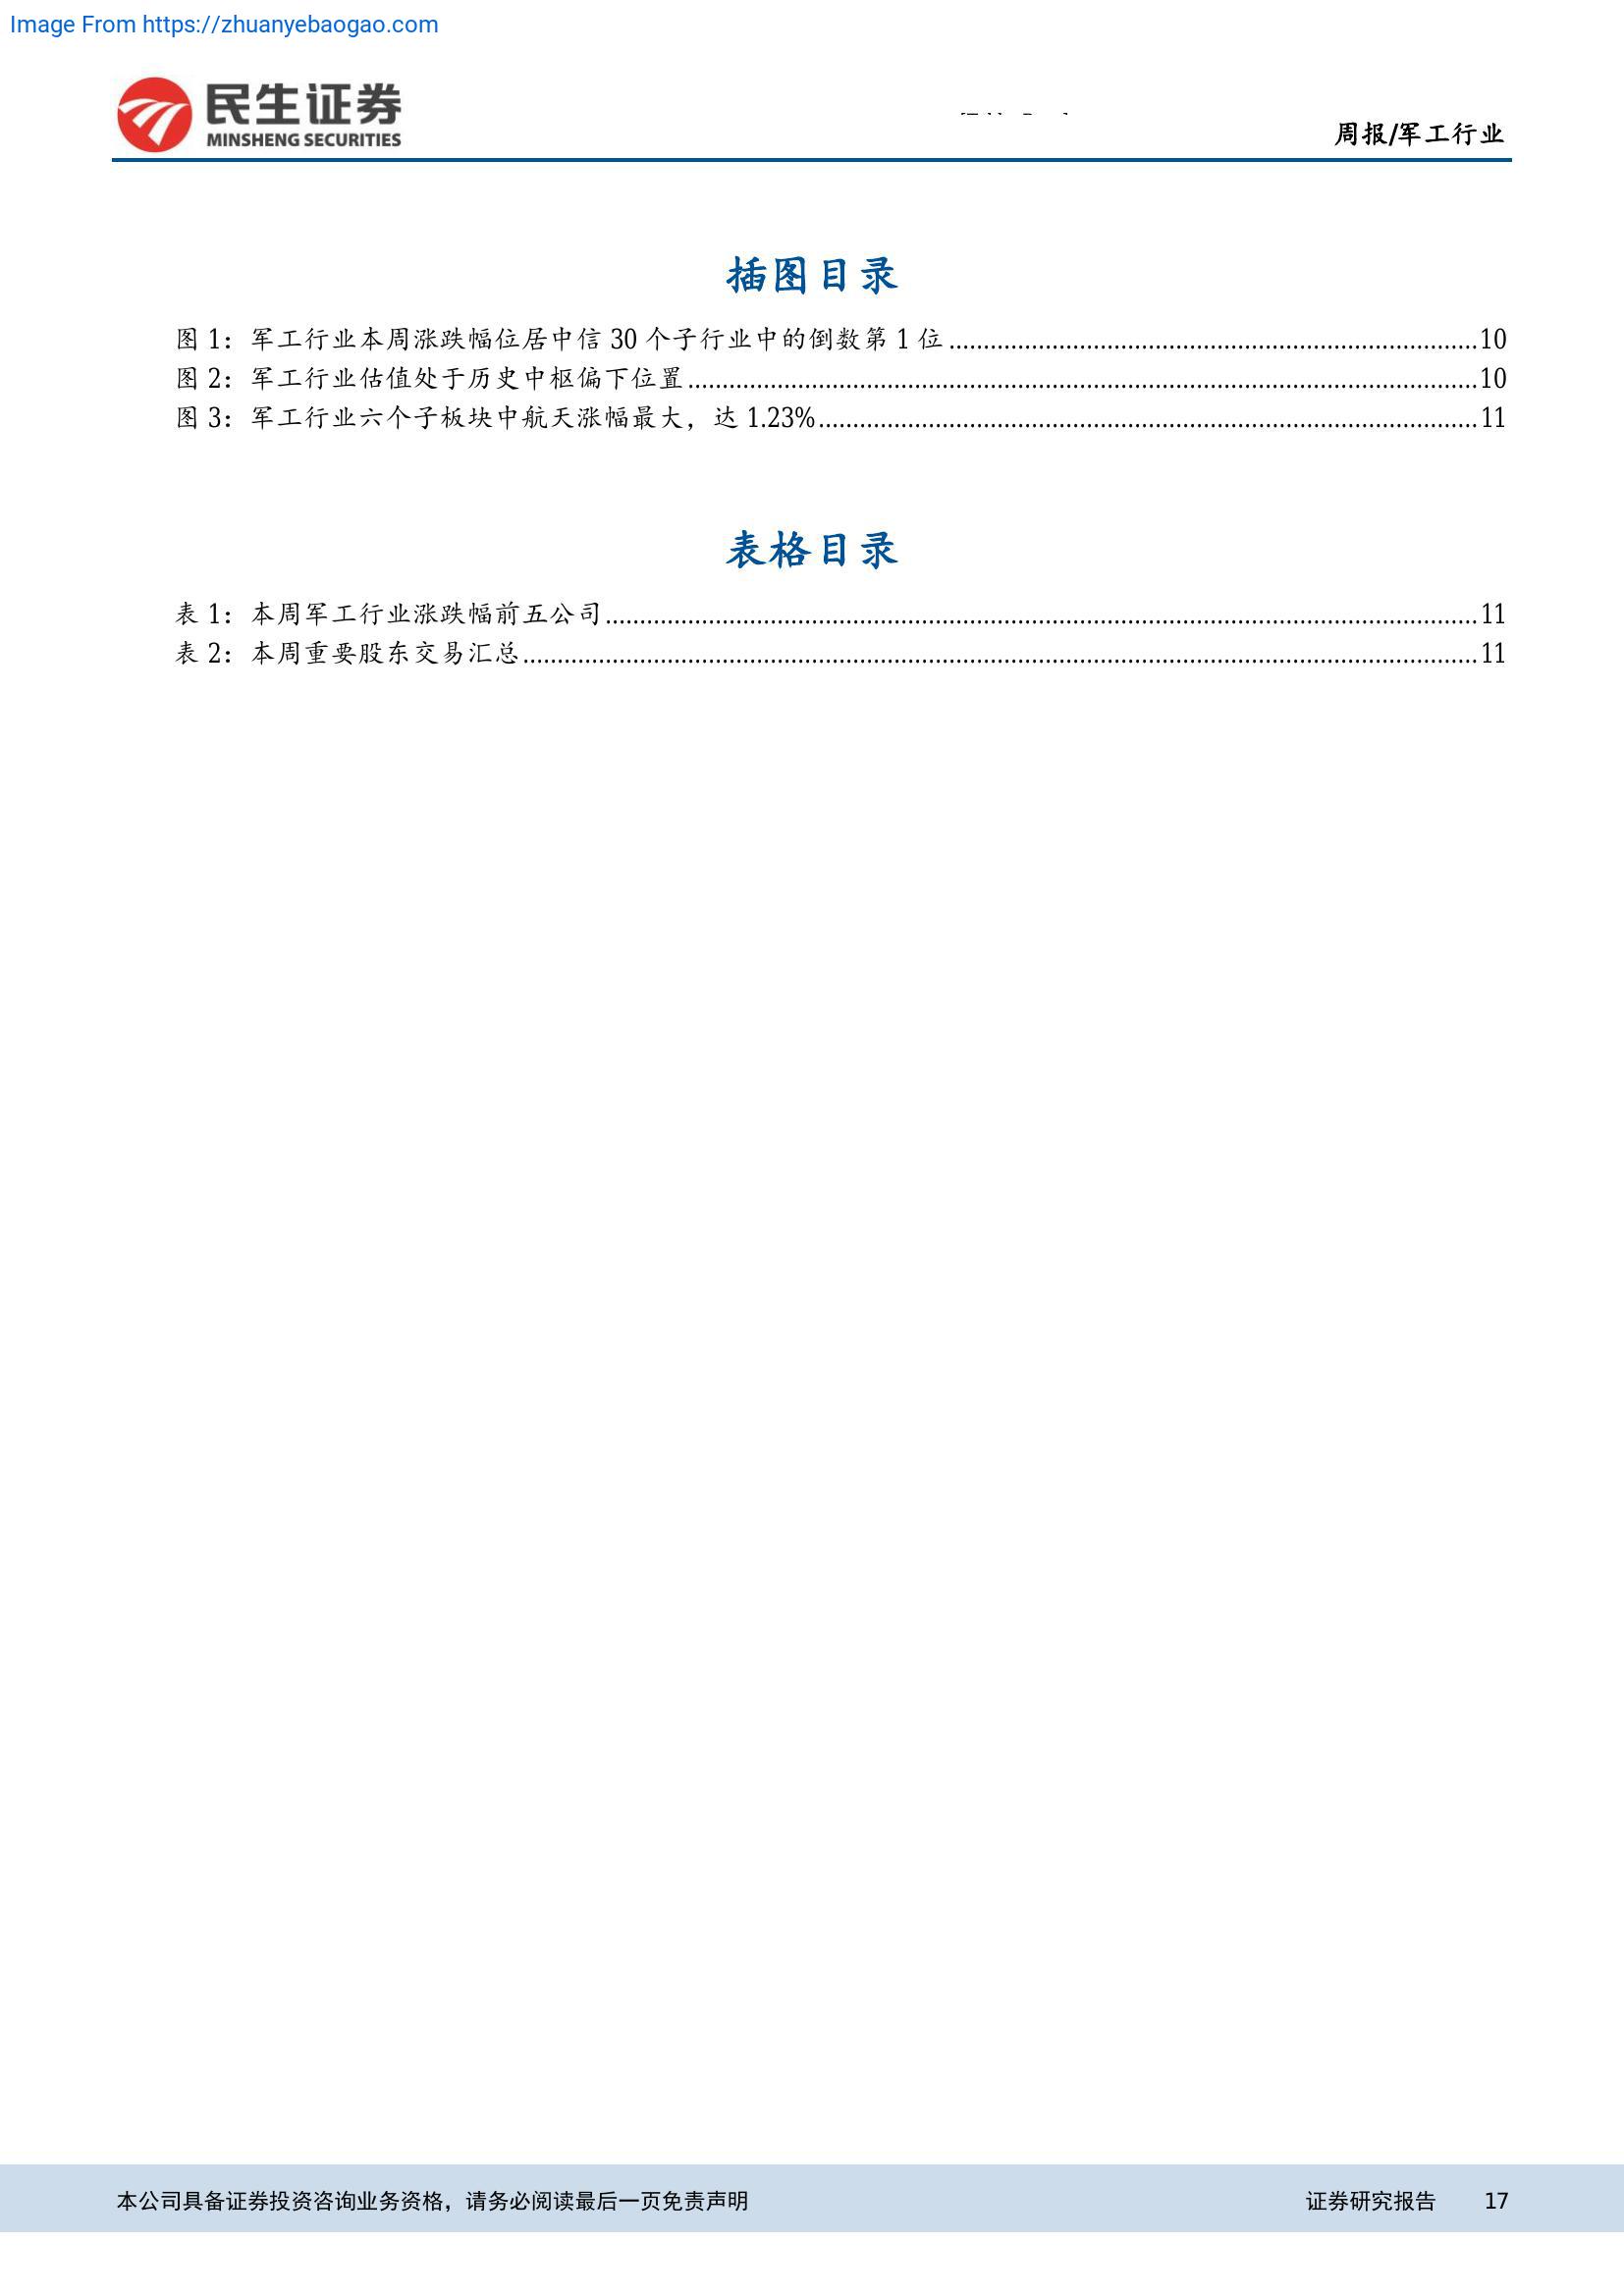 Image From https://zhuanyebaogao.com
民生证券
MINSHENG SECURITIES
周报/军工行业
插图目录
图 1：军工行业本周涨跌幅位居中信 30 个子行业中的倒数第 1 位..........10
图 2：军工行业估值处于历史中枢偏下位置..........10
图 3：军工行业六个子板块中航天涨幅最大，达 1.23%..........11
表格目录
表 1：本周军工行业涨跌幅前五公司..........11
表 2：本周重要股东交易汇总..........11
本公司具备证券投资咨询业务资格，请务必阅读最后一页免责声明
证券研究报告 17